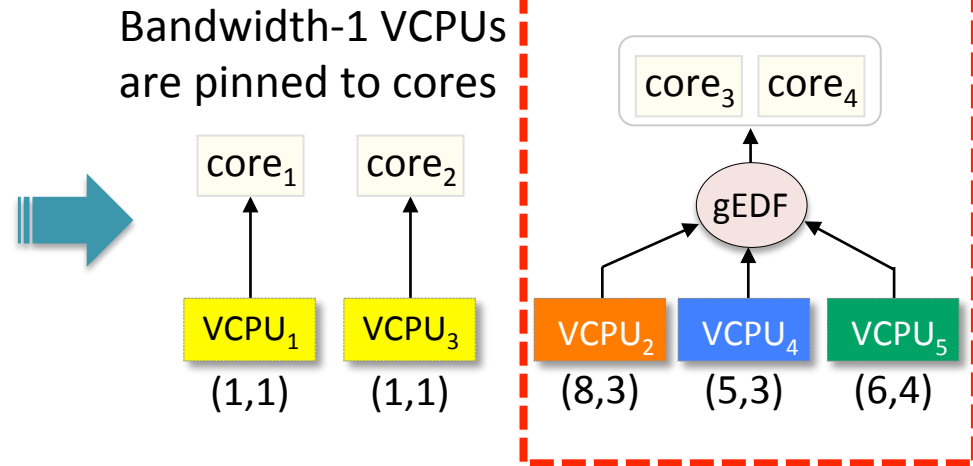 Bandwidth-1 VCPUs
are pinned to cores
core₁ core₂
core₃ core₄
gEDF
VCPU₁ VCPU₃ VCPU₂ VCPU₄ VCPU₅
(1,1) (1,1) (8,3) (5,3) (6,4)